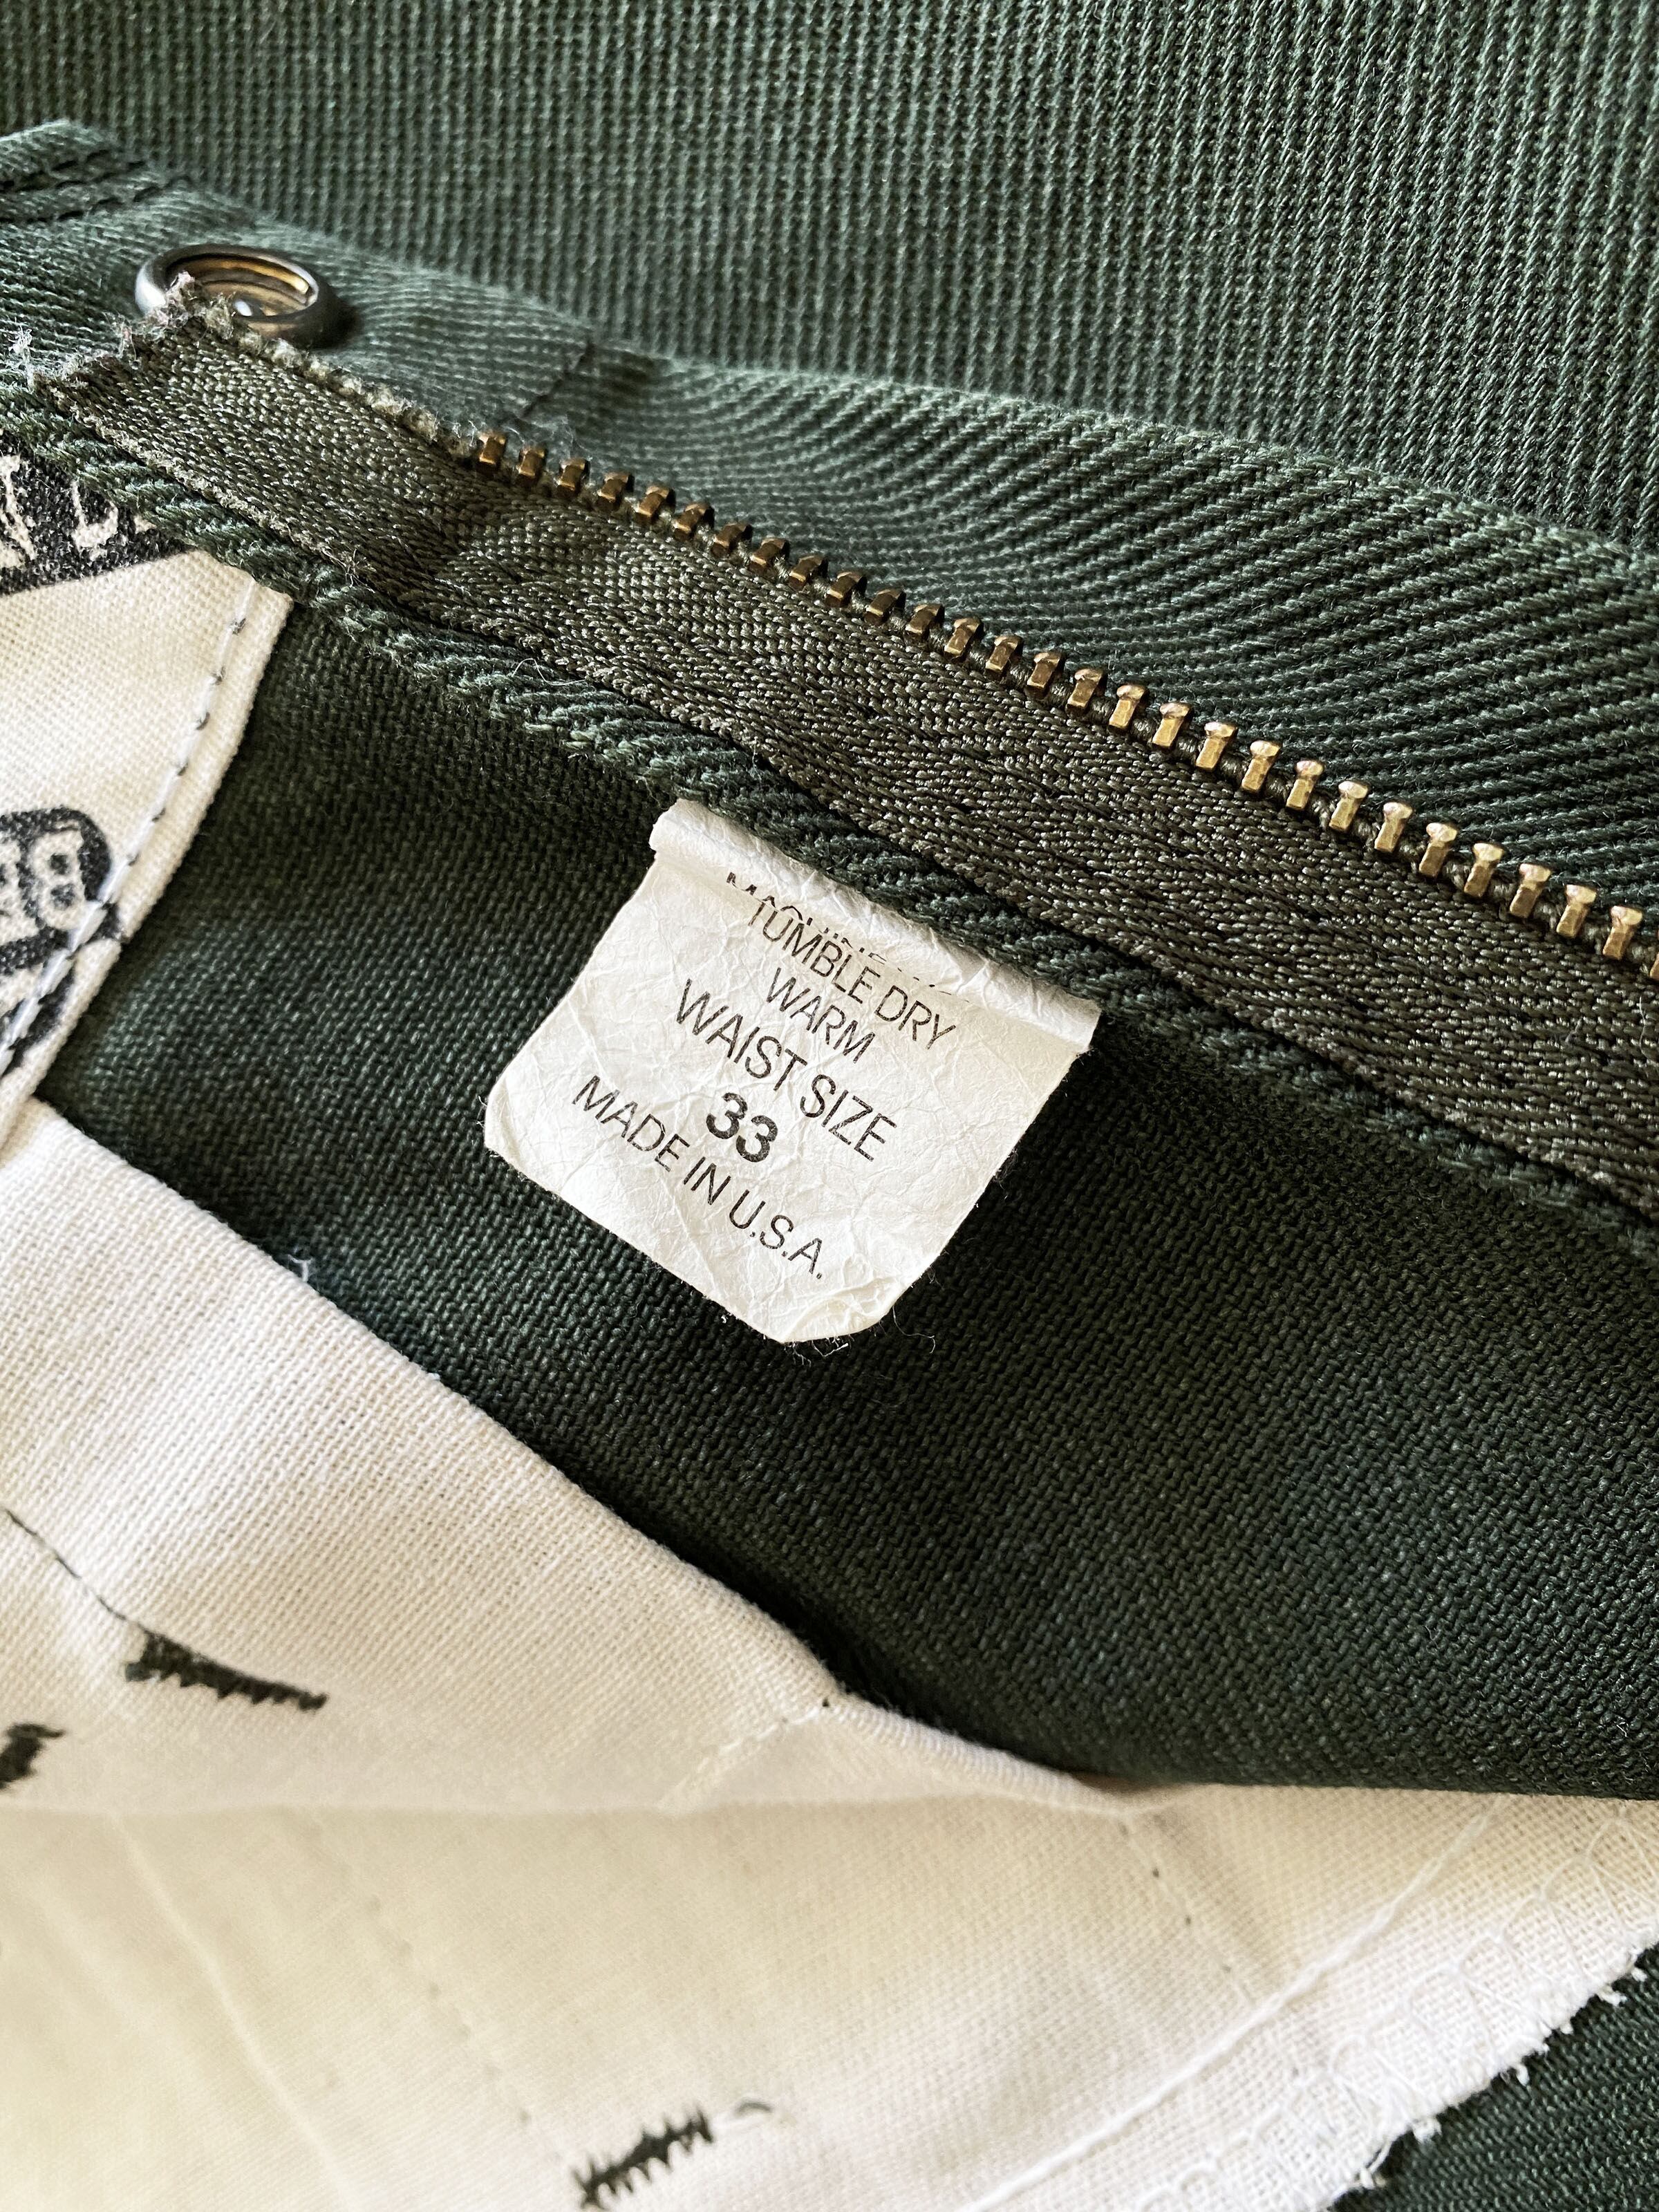 TUMBLE DRY
WARM
WAIST SIZE
33
MADE IN U.S.A.